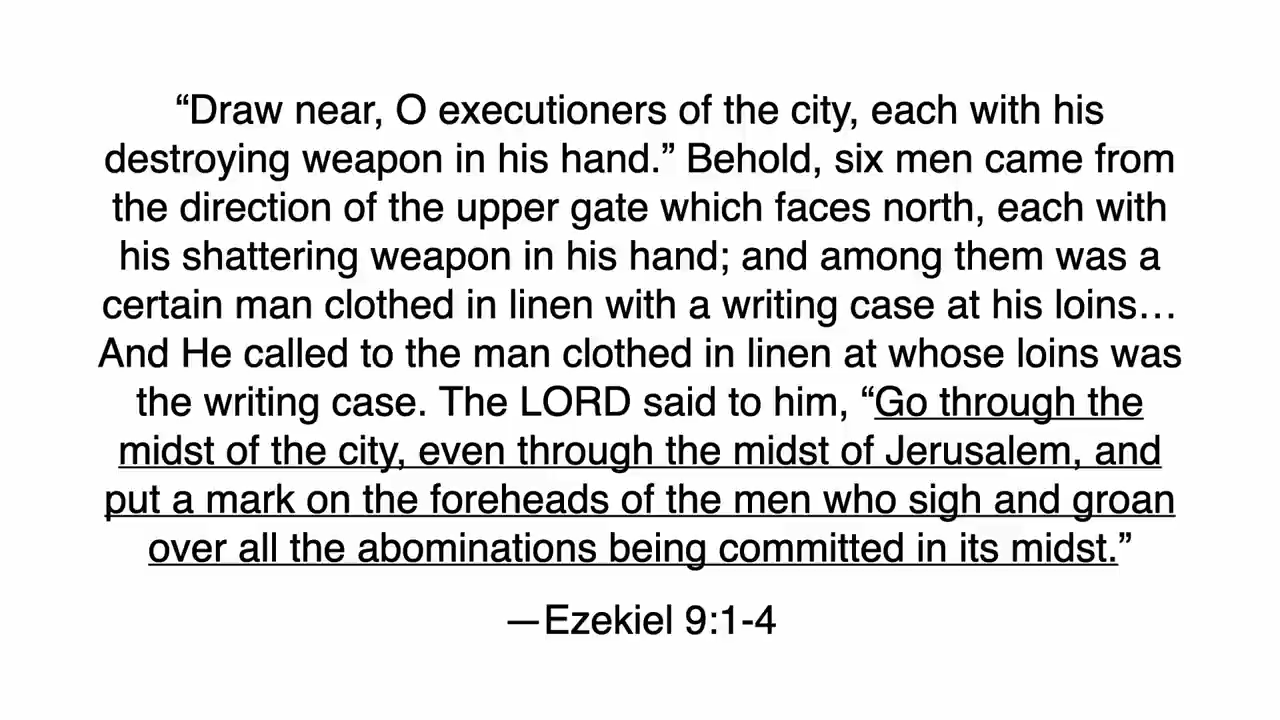 “Draw near, O executioners of the city, each with his
destroying weapon in his hand.” Behold, six men came from
the direction of the upper gate which faces north, each with
his shattering weapon in his hand; and among them was a
certain man clothed in linen with a writing case at his loins…
And He called to the man clothed in linen at whose loins was
the writing case. The LORD said to him, “Go through the
midst of the city, even through the midst of Jerusalem, and
put a mark on the foreheads of the men who sigh and groan
over all the abominations being committed in its midst.”
—Ezekiel 9:1-4